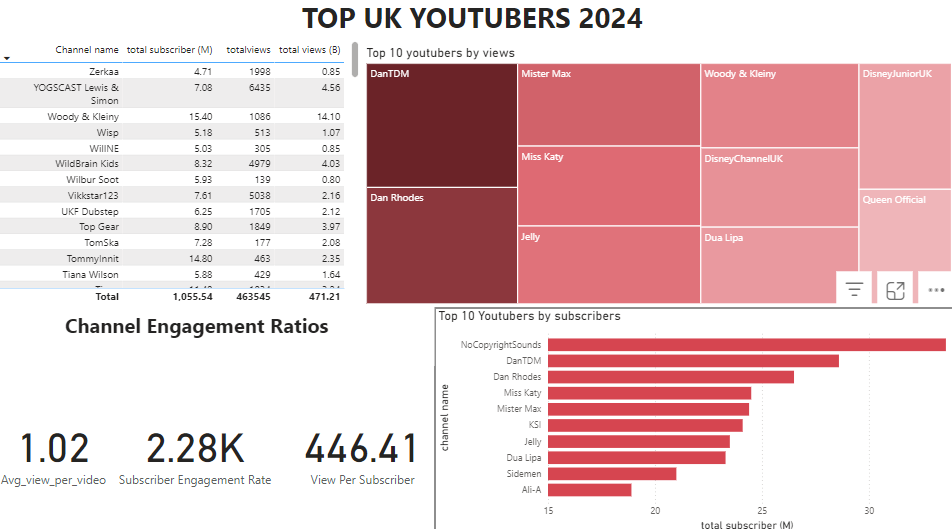 TOP UK YOUTUBERS 2024
Channel name total subscriber (M) totalviews total views (B)
Zerkaa 4.71 1998 0.85
YOGSCAST Lewis &
Simon 7.08 6435 4.56
Woody & Kleiny 15.40 1086 14.10
Wisp 5.18 513 1.07
WillNE 5.03 305 0.85
WildBrain Kids 8.32 4979 4.03
Wilbur Soot 5.93 139 0.80
Vikkstar123 7.61 5038 2.16
UKF Dubstep 6.25 1705 2.12
Top Gear 8.90 1849 3.97
TomSka 7.28 177 2.08
TommyInnit 14.80 463 2.35
Tiana Wilson 5.88 429 1.64
Total 1,055.54 463545 471.21
Top 10 youtubers by views
DanTDM
Dan Rhodes
Mister Max
Miss Katy
Jelly
Woody & Kleiny
DisneyChannelUK
Dua Lipa
DisneyJuniorUK
Queen Official
Channel Engagement Ratios
1.02
Avg_view_per_video
2.28K
Subscriber Engagement Rate
446.41
View Per Subscriber
Top 10 Youtubers by subscribers
channel name
NoCopyrightSounds
DanTDM
Dan Rhodes
Miss Katy
Mister Max
KSI
Jelly
Dua Lipa
Sidemen
Ali-A
15 20 25 30
total subscriber (M)